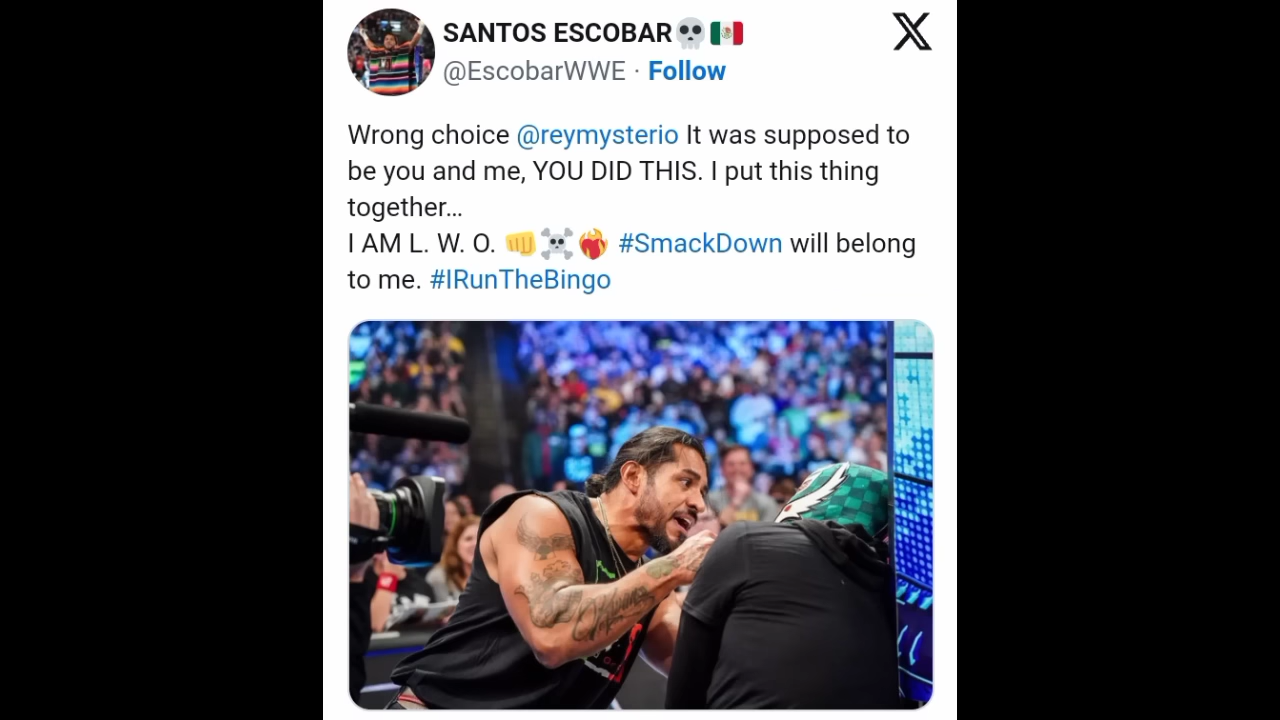 SANTOS ESCOBAR💀🇲🇽
@EscobarWWE · Follow
Wrong choice @reymysterio It was supposed to
be you and me, YOU DID THIS. I put this thing
together…
I AM L. W. O. 👊☠️❤️‍🔥 #SmackDown will belong
to me. #IRunTheBingo